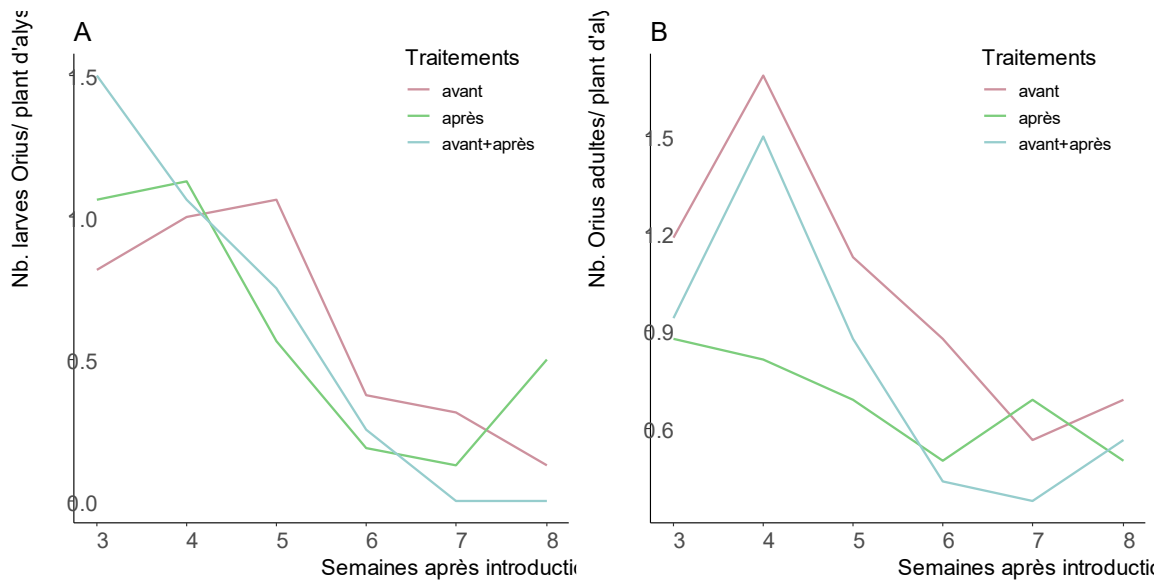 A
Nb. larves Orius/ plant d'alys
Traitements
avant
après
avant+après
1.5
1.0
0.5
0.0
3 4 5 6 7 8
Semaines après introducti
B
Nb. Orius adultes/ plant d'aly
Traitements
avant
après
avant+après
1.5
1.2
0.9
0.6
3 4 5 6 7 8
Semaines après introducti